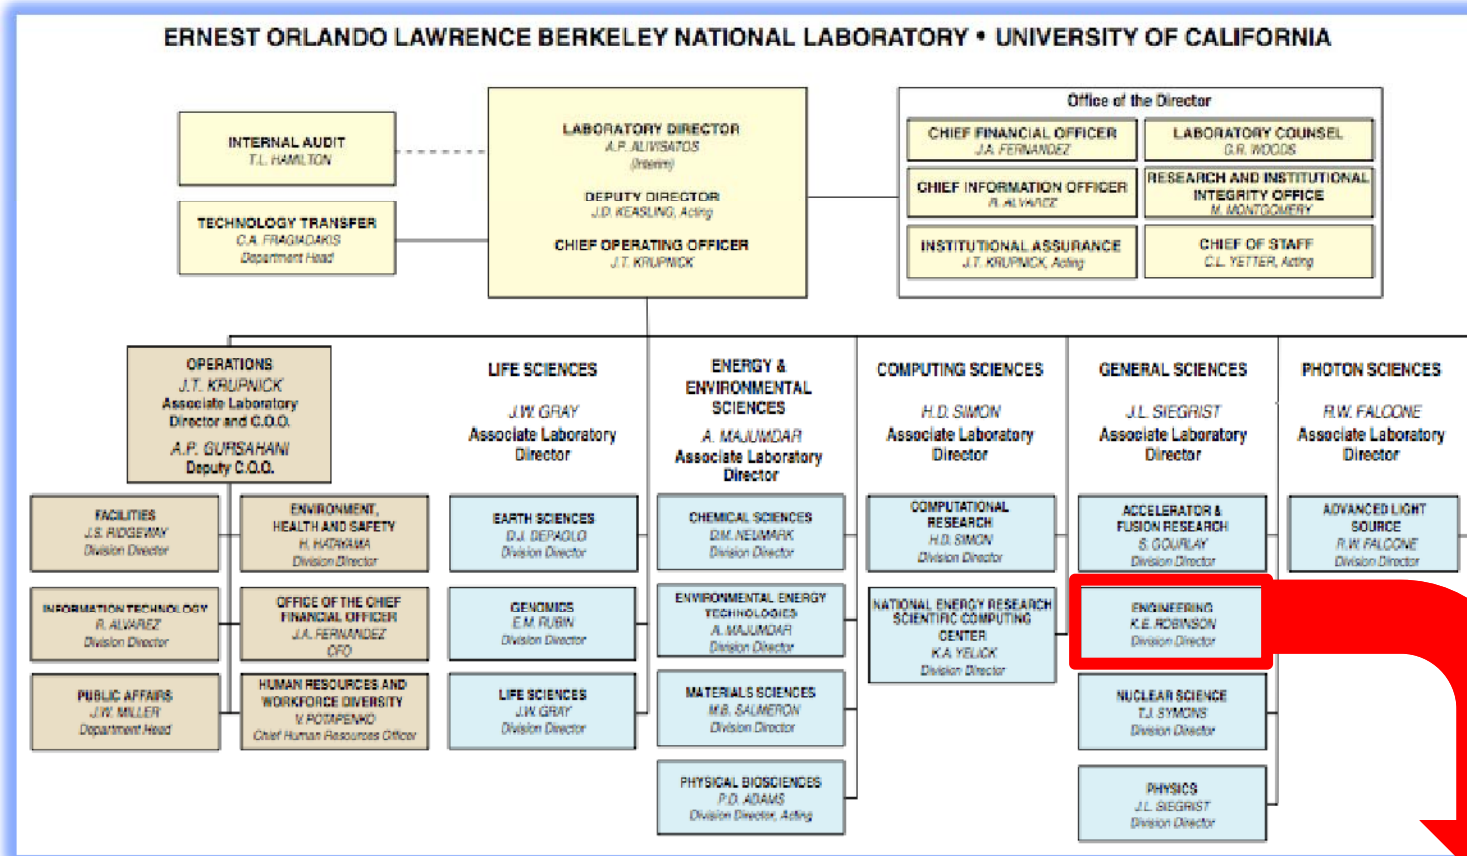 ERNEST ORLANDO LAWRENCE BERKELEY NATIONAL LABORATORY • UNIVERSITY OF CALIFORNIA
INTERNAL AUDIT
T.L. HAMILTON
TECHNOLOGY TRANSFER
C.A. FRAGIADAKIS
Department Head
LABORATORY DIRECTOR
A.P. ALIVISATOS
(Interim)
DEPUTY DIRECTOR
J.D. KEASLING, Acting
CHIEF OPERATING OFFICER
J.T. KRUPNICK
Office of the Director
CHIEF FINANCIAL OFFICER
J.A. FERNANDEZ
LABORATORY COUNSEL
G.R. WOODS
CHIEF INFORMATION OFFICER
R. ALVAREZ
RESEARCH AND INSTITUTIONAL
INTEGRITY OFFICE
M. MONTGOMERY
INSTITUTIONAL ASSURANCE
J.T. KRUPNICK, Acting
CHIEF OF STAFF
C.L. YETTER, Acting
OPERATIONS
J.T. KRUPNICK
Associate Laboratory
Director and C.O.O.
A.P. GURSAHANI
Deputy C.O.O.
FACILITIES
J.S. RIDGEWAY
Division Director
ENVIRONMENT,
HEALTH AND SAFETY
H. HATAYAMA
Division Director
INFORMATION TECHNOLOGY
R. ALVAREZ
Division Director
OFFICE OF THE CHIEF
FINANCIAL OFFICER
J.A. FERNANDEZ
CFO
PUBLIC AFFAIRS
J.W. MILLER
Department Head
HUMAN RESOURCES AND
WORKFORCE DIVERSITY
V. POTAPENKO
Chief Human Resources Officer
LIFE SCIENCES
J.W. GRAY
Associate Laboratory
Director
EARTH SCIENCES
D.J. DEPAOLO
Division Director
GENOMICS
E.M. RUBIN
Division Director
LIFE SCIENCES
J.W. GRAY
Division Director
ENERGY &
ENVIRONMENTAL
SCIENCES
A. MAJUMDAR
Associate Laboratory
Director
CHEMICAL SCIENCES
D.M. NEUMARK
Division Director
ENVIRONMENTAL ENERGY
TECHNOLOGIES
A. MAJUMDAR
Division Director
MATERIALS SCIENCES
M.B. SALMERON
Division Director
PHYSICAL BIOSCIENCES
P.D. ADAMS
Division Director, Acting
COMPUTING SCIENCES
H.D. SIMON
Associate Laboratory
Director
COMPUTATIONAL
RESEARCH
H.D. SIMON
Division Director
NATIONAL ENERGY RESEARCH
SCIENTIFIC COMPUTING
CENTER
K.A. YELICK
Division Director
GENERAL SCIENCES
J.L. SIEGRIST
Associate Laboratory
Director
ACCELERATOR &
FUSION RESEARCH
S. GOURLAY
Division Director
ENGINEERING
K.E. ROBINSON
Division Director
NUCLEAR SCIENCE
T.J. SYMONS
Division Director
PHYSICS
J.L. SIEGRIST
Division Director
PHOTON SCIENCES
R.W. FALCONE
Associate Laboratory
Director
ADVANCED LIGHT
SOURCE
R.W. FALCONE
Division Director